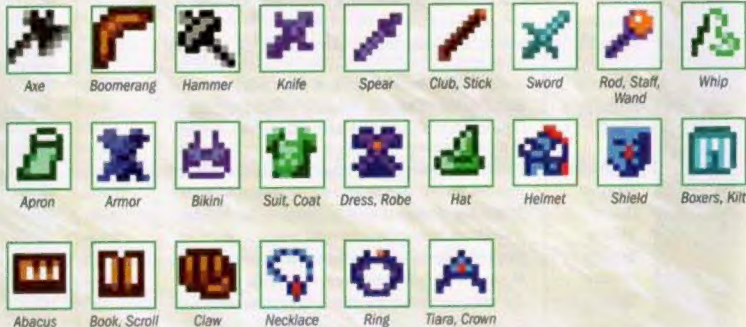 Axe Boomerang Hammer Knife Spear Club, Stick Sword Rod, Staff, Whip
Wand
Apron Armor Bikini Suit, Coat Dress, Robe Hat Helmet Shield Boxers, Kilt
Abacus Book, Scroll Claw Necklace Ring Tiara, Crown